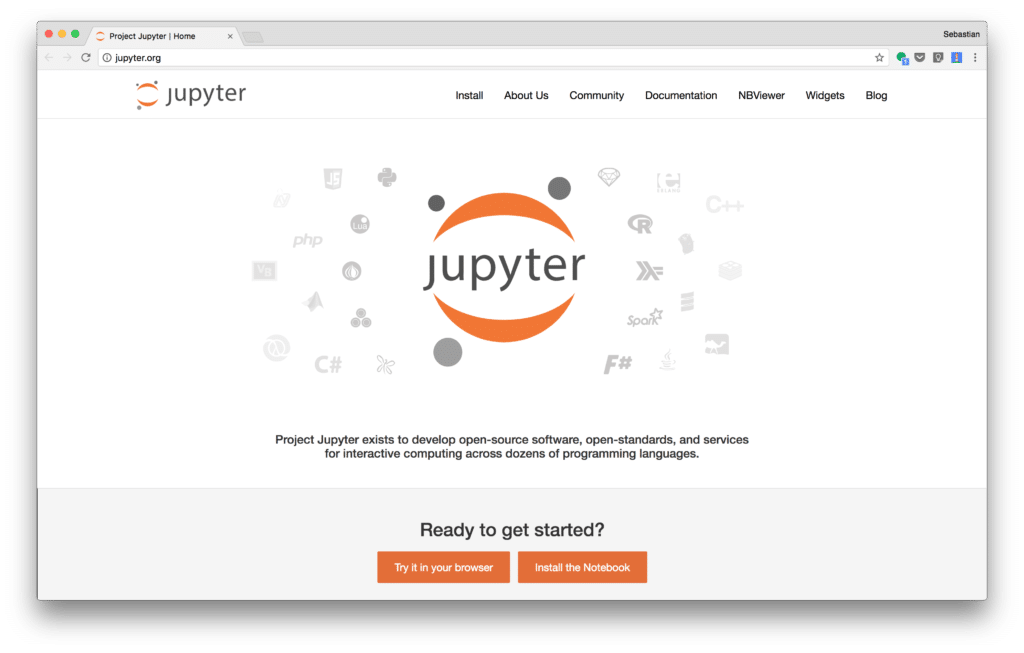 Project Jupyter | Home
Sebastian
jupyter.org
jupyter
Install About Us Community Documentation NBViewer Widgets Blog
JS
C++
Lua
R
php
jupyter
VB
Spark
C#
F#
Project Jupyter exists to develop open-source software, open-standards, and services
for interactive computing across dozens of programming languages.
Ready to get started?
Try it in your browser Install the Notebook